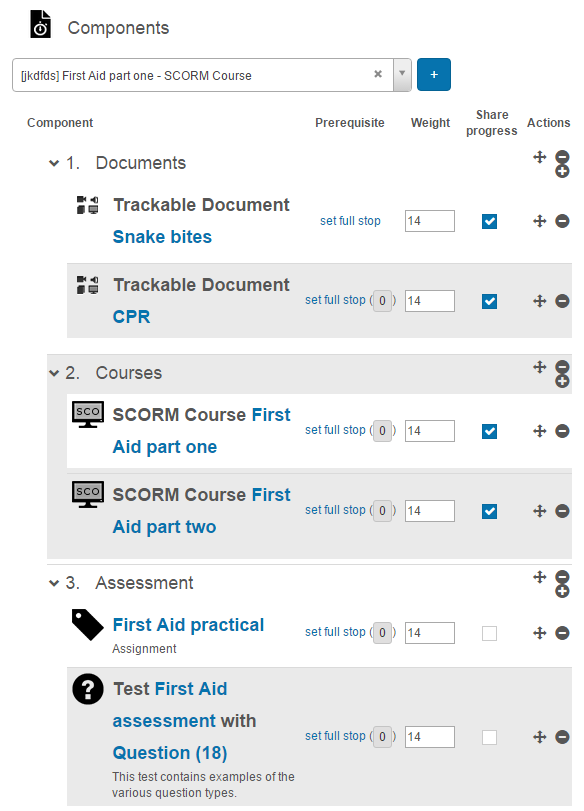 Components
[jkdfds] First Aid part one - SCORM Course × +
Component Prerequisite Weight Share progress Actions
1. Documents
Trackable Document
Snake bites
set full stop 14
Trackable Document
CPR
set full stop (0) 14
2. Courses
SCO SCORM Course First
Aid part one
set full stop (0) 14
SCO SCORM Course First
Aid part two
set full stop (0) 14
3. Assessment
First Aid practical
Assignment
set full stop (0) 14
? Test First Aid
assessment with
Question (18)
set full stop (0) 14
This test contains examples of the
various question types.